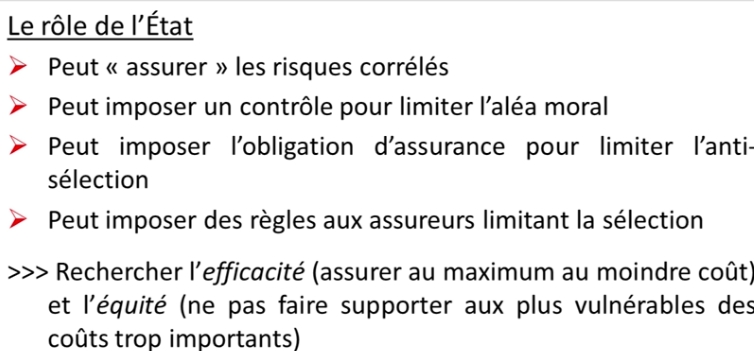 Le rôle de l’État
➢ Peut « assurer » les risques corrélés
➢ Peut imposer un contrôle pour limiter l’aléa moral
➢ Peut imposer l’obligation d’assurance pour limiter l’anti-
sélection
➢ Peut imposer des règles aux assureurs limitant la sélection
>>> Rechercher l’efficacité (assurer au maximum au moindre coût)
et l’équité (ne pas faire supporter aux plus vulnérables des
coûts trop importants)